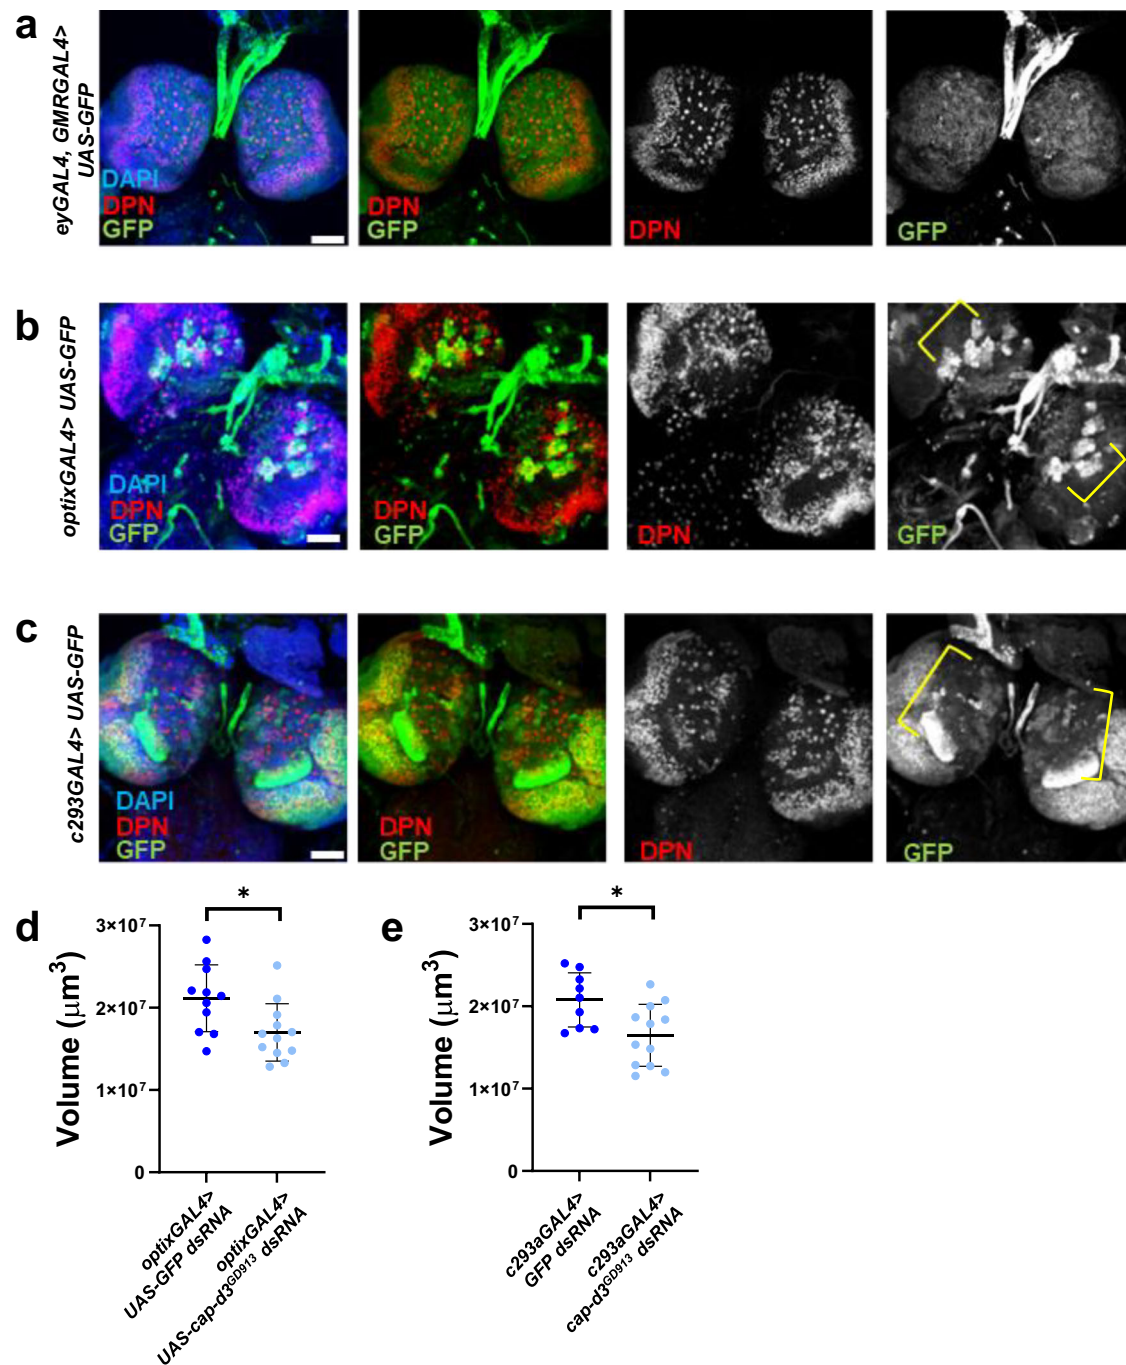 a
eyGAL4, GMRGAL4>
UAS-GFP
DAPI
DPN
GFP
DPN
GFP
DPN
GFP
b
optixGAL4> UAS-GFP
DAPI
DPN
GFP
DPN
GFP
DPN
GFP
c
c293GAL4> UAS-GFP
DAPI
DPN
GFP
DPN
GFP
DPN
GFP
d
Volume (µm³)
3×10⁷
2×10⁷
1×10⁷
0
*
optixGAL4>
UAS-GFP dsRNA
optixGAL4>
UAS-cap-d3ᴳᴰ⁹¹³ dsRNA
e
Volume (µm³)
3×10⁷
2×10⁷
1×10⁷
0
*
c293aGAL4>
GFP dsRNA
c293aGAL4>
cap-d3ᴳᴰ⁹¹³ dsRNA